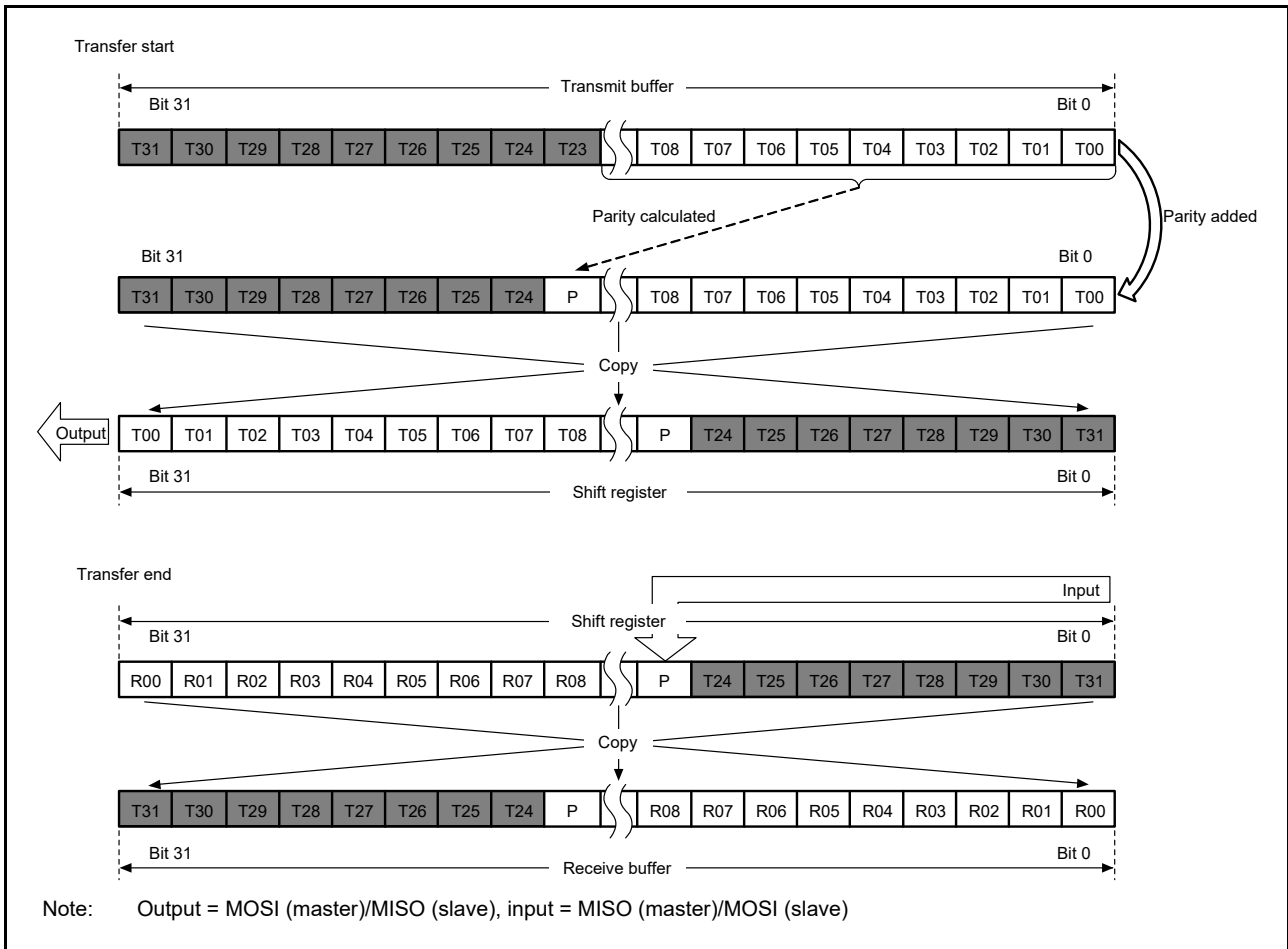 Transfer start
Transmit buffer
Bit 31 Bit 0
T31 T30 T29 T28 T27 T26 T25 T24 T23 T08 T07 T06 T05 T04 T03 T02 T01 T00
Parity calculated Parity added
Bit 31 Bit 0
T31 T30 T29 T28 T27 T26 T25 T24 P T08 T07 T06 T05 T04 T03 T02 T01 T00
Copy
Output T00 T01 T02 T03 T04 T05 T06 T07 T08 P T24 T25 T26 T27 T28 T29 T30 T31
Bit 31 Bit 0
Shift register
Transfer end
Input
Shift register
Bit 31 Bit 0
R00 R01 R02 R03 R04 R05 R06 R07 R08 P T24 T25 T26 T27 T28 T29 T30 T31
Copy
T31 T30 T29 T28 T27 T26 T25 T24 P R08 R07 R06 R05 R04 R03 R02 R01 R00
Bit 31 Bit 0
Receive buffer
Note: Output = MOSI (master)/MISO (slave), input = MISO (master)/MOSI (slave)